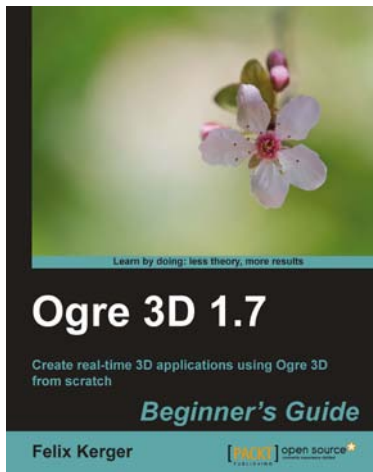 Learn by doing: less theory, more results
Ogre 3D 1.7
Create real-time 3D applications using Ogre 3D
from scratch
Beginner's Guide
Felix Kerger
[PACKT] open source*
PUBLISHING